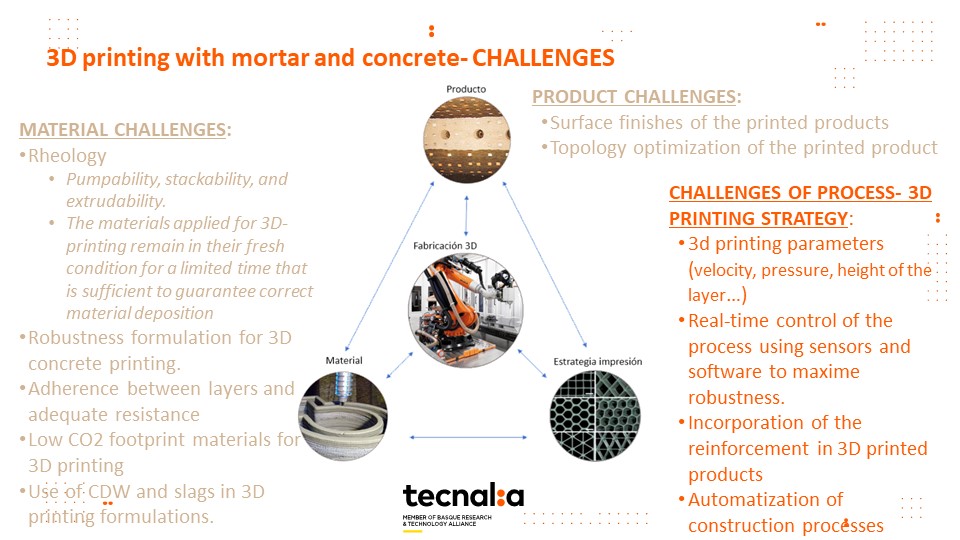 3D printing with mortar and concrete- CHALLENGES
MATERIAL CHALLENGES:
•Rheology
• Pumpability, stackability, and
extrudability.
• The materials applied for 3D-
printing remain in their fresh
condition for a limited time that
is sufficient to guarantee correct
material deposition
•Robustness formulation for 3D
concrete printing.
•Adherence between layers and
adequate resistance
•Low CO2 footprint materials for
3D printing
•Use of CDW and slags in 3D
printing formulations.
Producto
Fabricación 3D
Material
Estrategia impresión
tecnal:a
MEMBER OF BASQUE RESEARCH
& TECHNOLOGY ALLIANCE
PRODUCT CHALLENGES:
•Surface finishes of the printed products
•Topology optimization of the printed product
CHALLENGES OF PROCESS- 3D
PRINTING STRATEGY:
•3d printing parameters
(velocity, pressure, height of the
layer...)
•Real-time control of the
process using sensors and
software to maxime
robustness.
•Incorporation of the
reinforcement in 3D printed
products
•Automatization of
construction processes